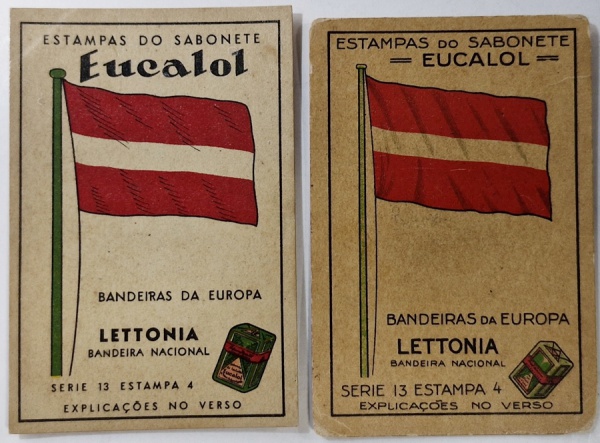 ESTAMPAS DO SABONETE
Eucalol
BANDEIRAS DA EUROPA
LETTONIA
BANDEIRA NACIONAL
Eucalol
SERIE 13 ESTAMPA 4
EXPLICAÇÕES NO VERSO
ESTAMPAS DO SABONETE
= EUCALOL =
BANDEIRAS DA EUROPA
LETTONIA
BANDEIRA NACIONAL
SERIE 13 ESTAMPA 4
EXPLICAÇÕES NO VERSO